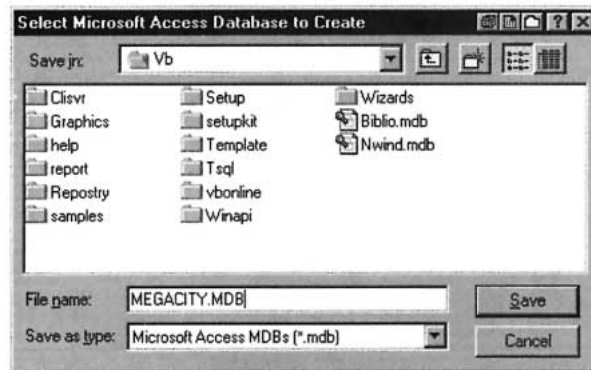 Select Microsoft Access Database to Create
Save in: Vb
Clisvr Setup Wizards
Graphics setupkit Biblio.mdb
help Template Nwind.mdb
report Tsql
Repostry vbonline
samples Winapi
File name: MEGACITY.MDB Save
Save as type: Microsoft Access MDBs (*.mdb) Cancel